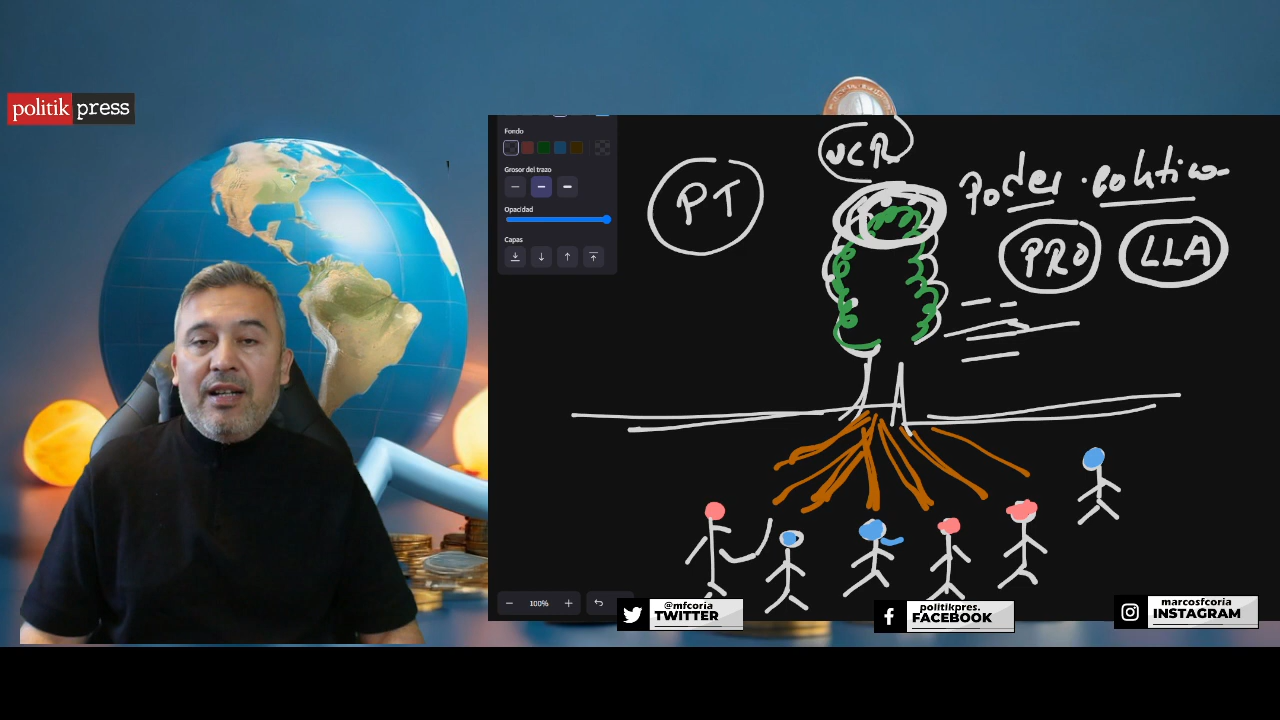 politik press
Fondo
Grosor del trazo
Opacidad
Capas
100%
PT
UCR
Poder político
PRO
LLA
@mfcoria
TWITTER
politikpres.
FACEBOOK
marcosfcoria
INSTAGRAM